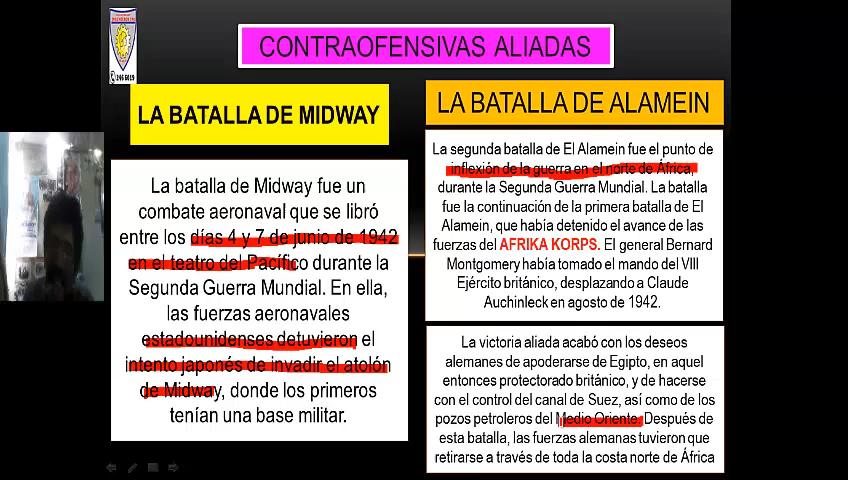 CONTRAOFENSIVAS ALIADAS
246 6019
LA BATALLA DE MIDWAY
La batalla de Midway fue un
combate aeronaval que se libró
entre los días 4 y 7 de junio de 1942
en el teatro del Pacífico durante la
Segunda Guerra Mundial. En ella,
las fuerzas aeronavales
estadounidenses detuvieron el
intento japonés de invadir el atolón
de Midway, donde los primeros
tenían una base militar.
LA BATALLA DE ALAMEIN
La segunda batalla de El Alamein fue el punto de
inflexión de la guerra en el norte de África,
durante la Segunda Guerra Mundial. La batalla
fue la continuación de la primera batalla de El
Alamein, que había detenido el avance de las
fuerzas del AFRIKA KORPS. El general Bernard
Montgomery había tomado el mando del VIII
Ejército británico, desplazando a Claude
Auchinleck en agosto de 1942.
La victoria aliada acabó con los deseos
alemanes de apoderarse de Egipto, en aquel
entonces protectorado británico, y de hacerse
con el control del canal de Suez, así como de los
pozos petroleros del Medio Oriente. Después de
esta batalla, las fuerzas alemanas tuvieron que
retirarse a través de toda la costa norte de África